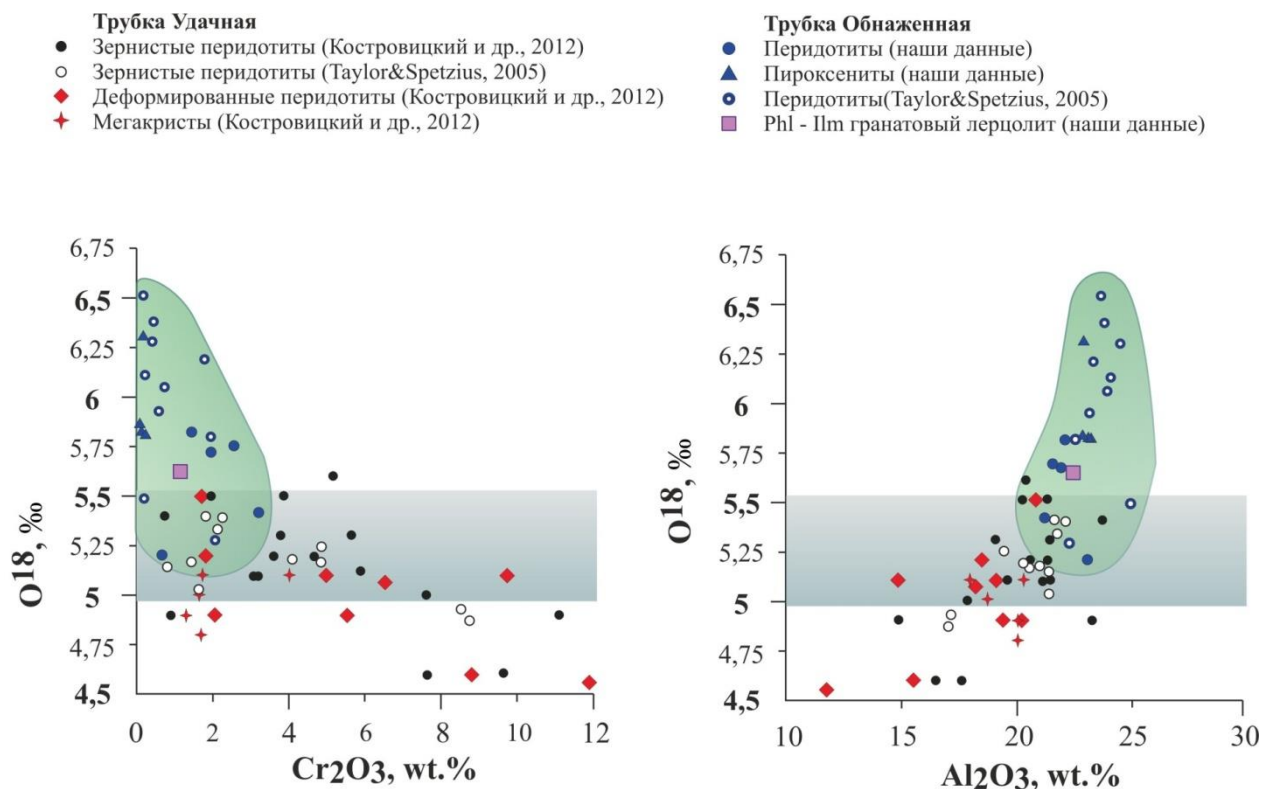 Трубка Удачная
Зернистые перидотиты (Костровицкий и др., 2012)
Зернистые перидотиты (Taylor&Spetzius, 2005)
Деформированные перидотиты (Костровицкий и др., 2012)
Мегакристы (Костровицкий и др., 2012)
Трубка Обнаженная
Перидотиты (наши данные)
Пироксениты (наши данные)
Перидотиты(Taylor&Spetzius, 2005)
Phl - Ilm гранатовый лерцолит (наши данные)
6,75
6,5
6,25
6
5,75
5,5
5,25
5
4,75
4,5
O18, ‰
0 2 4 6 8 10 12
Cr2O3, wt.%
6,75
6,5
6,25
6
5,75
5,5
5,25
5
4,75
4,5
O18, ‰
10 15 20 25 30
Al2O3, wt.%